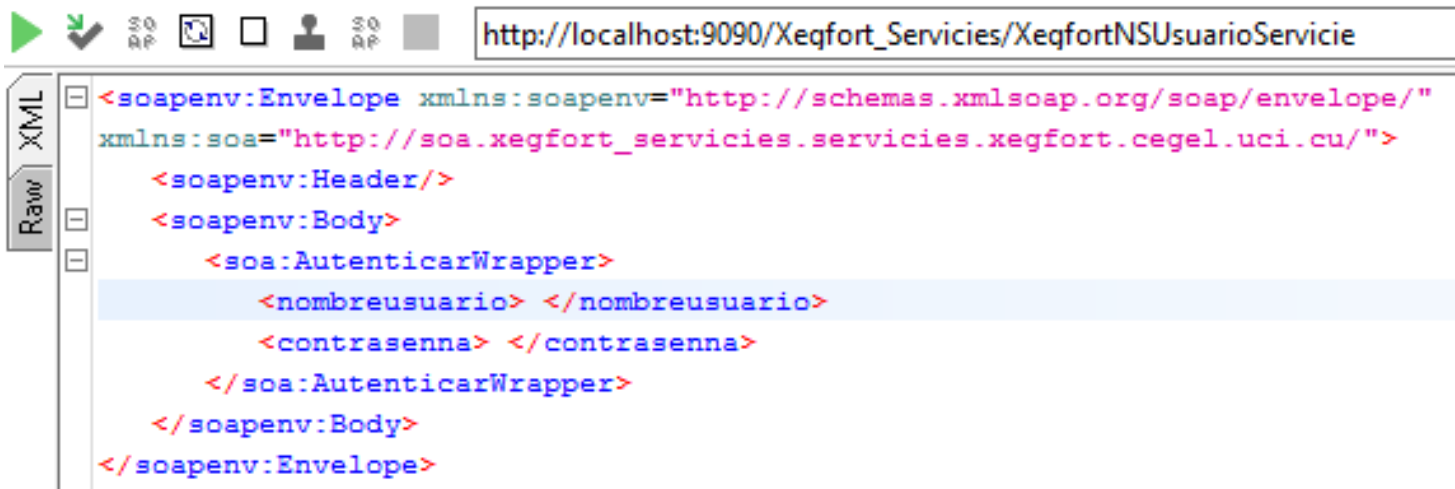 http://localhost:9090/Xeqfort_Servicies/XeqfortNSUsuarioServicie
XML
Raw
<soapenv:Envelope xmlns:soapenv="http://schemas.xmlsoap.org/soap/envelope/"
xmlns:soa="http://soa.xegfort_servicies.servicies.xegfort.cegel.uci.cu/">
<soapenv:Header/>
<soapenv:Body>
<soa:AutenticarWrapper>
<nombreusuario> </nombreusuario>
<contrasenna> </contrasenna>
</soa:AutenticarWrapper>
</soapenv:Body>
</soapenv:Envelope>